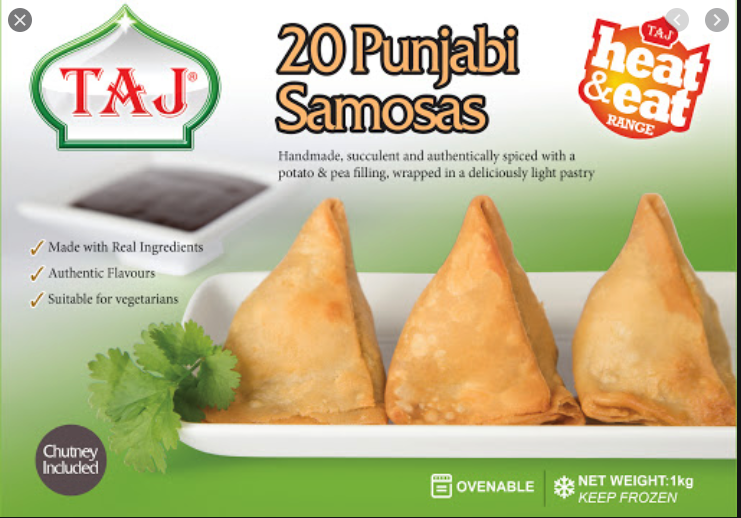 TAJ®
20 Punjabi
Samosas
TAJ
heat
&eat
RANGE
Handmade, succulent and authentically spiced with a
potato & pea filling, wrapped in a deliciously light pastry
Made with Real Ingredients
Authentic Flavours
Suitable for vegetarians
Chutney
Included
OVENABLE
NET WEIGHT:1kg
KEEP FROZEN